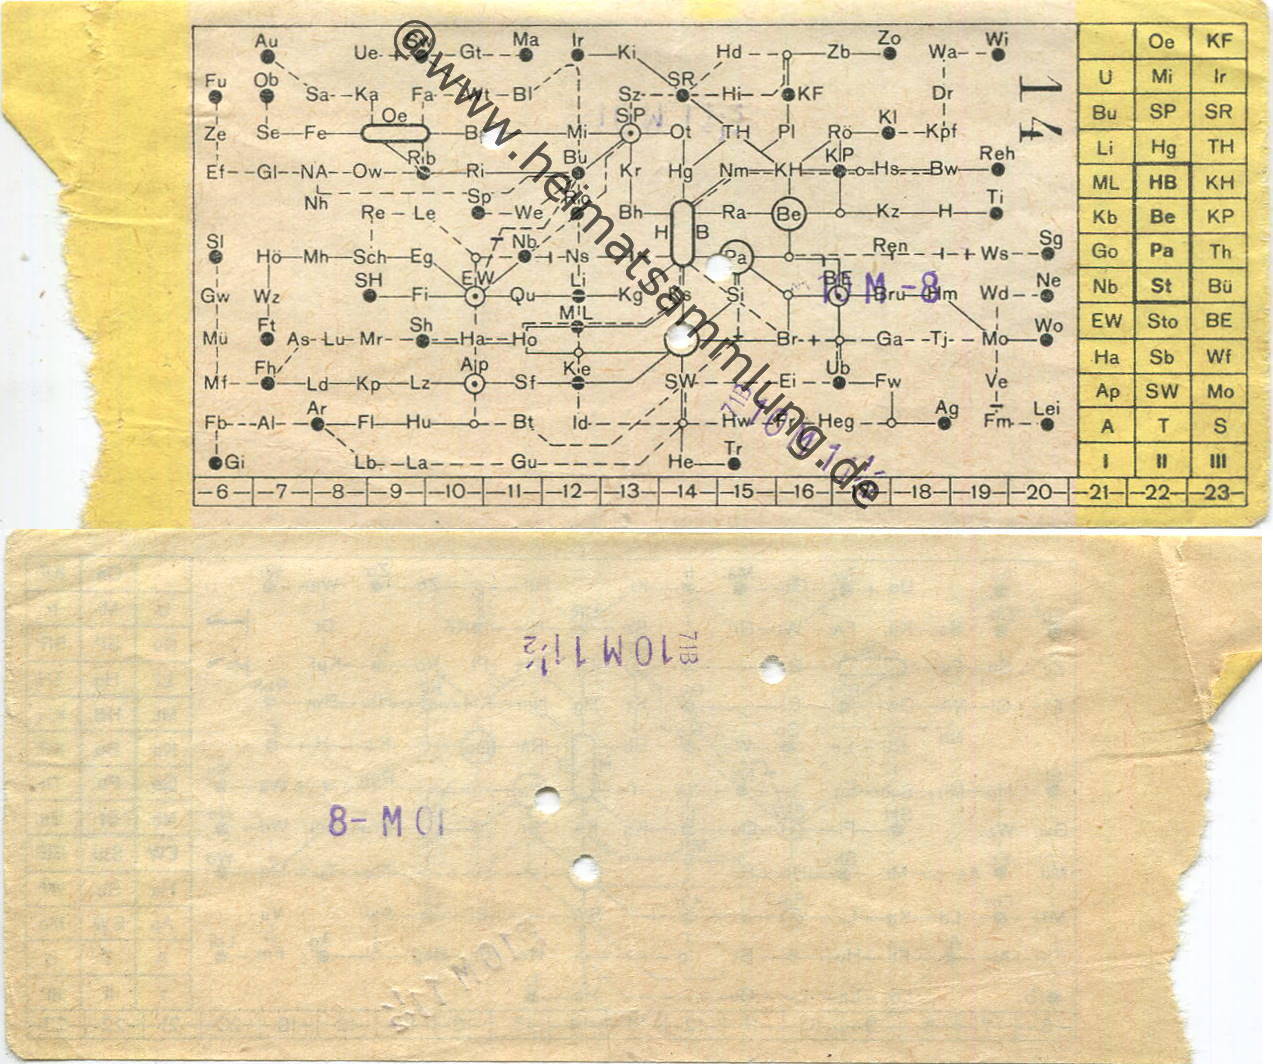 Au Ue Gt Ma Ir Ki Hd Zb Zo Wa Wi Oe KF
Fu Ob Sa Ka Fa Bl Sz SR Hi KF Dr U Mi Ir
Ze Se Fe Oe Mi SP Ot TH Pl Rö Kl Kpf 14 Bu SP SR
Ef Gl NA Ow Rib Ri Bu Kr Hg Nm KH KP Hs Bw Reh Li Hg TH
Nh Re Le Sp We Bh H B Ra Be Kz H Ti ML HB KH
Kb Be KP
Sl Hö Mh Sch Eg Nb Ns Pa Ren Ws Sg Go Pa Th
Gw Wz SH Fi EW Qu Li Kg Si BE Bru Hm Wd Ne 10 M -8 Nb St Bü
Mü Ft As Lu Mr Sh Ha Ho ML Br Ga Tj Mo Wo EW Sto BE
Mf Fh Ld Kp Lz Ajp Sf Kie SW Ei Ub Fw Ve Ha Sb Wf
Ap SW Mo
Fb Al Ar Fl Hu Bt Id Hw Heg Ag Fm Lei A T S
Gi Lb La Gu He Tr I II III
6 7 8 9 10 11 12 13 14 15 16 18 19 20 21 22 23
@www.heimatsammlung.de
71B 10 M 11½
8- M 01
10 M 11½